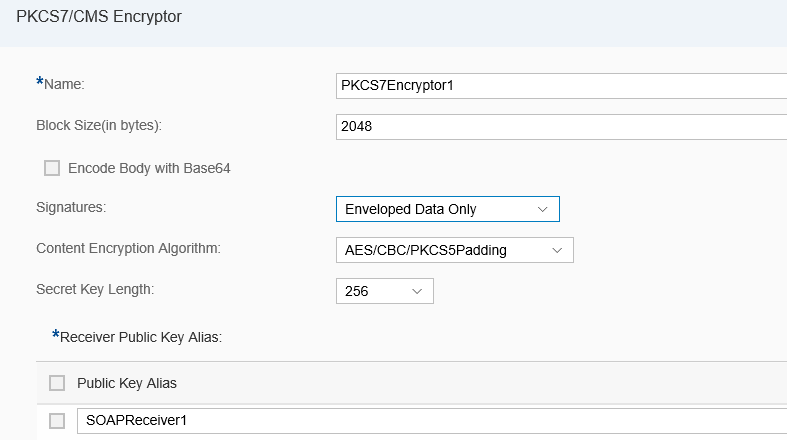 PKCS7/CMS Encryptor
*Name: PKCS7Encryptor1
Block Size(in bytes): 2048
Encode Body with Base64
Signatures: Enveloped Data Only
Content Encryption Algorithm: AES/CBC/PKCS5Padding
Secret Key Length: 256
*Receiver Public Key Alias:
Public Key Alias
SOAPReceiver1